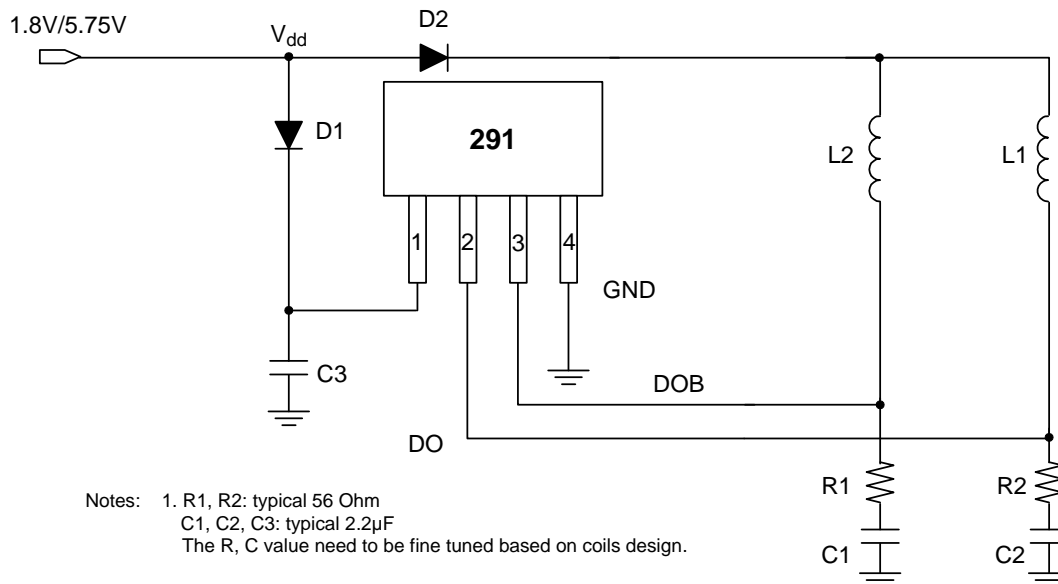 1.8V/5.75V
Vdd
D2
D1
291
L2
L1
1
2
3
4
GND
C3
DOB
DO
R1
R2
Notes: 1. R1, R2: typical 56 Ohm
C1, C2, C3: typical 2.2µF
The R, C value need to be fine tuned based on coils design.
C1
C2